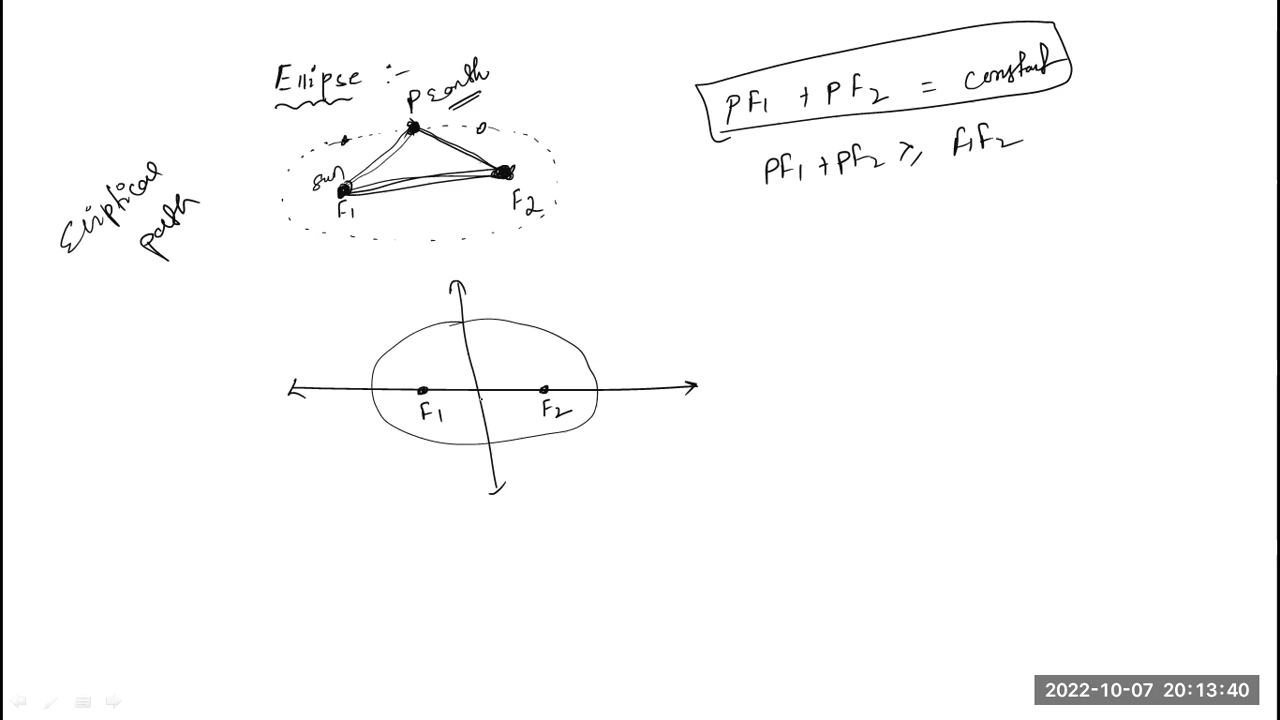 Ellipse :-
P earth
sun
F1
F2
Elliptical
path
PF1 + PF2 = constant
PF1 + PF2 ⩾ F1F2
F1
F2
2022-10-07 20:13:40